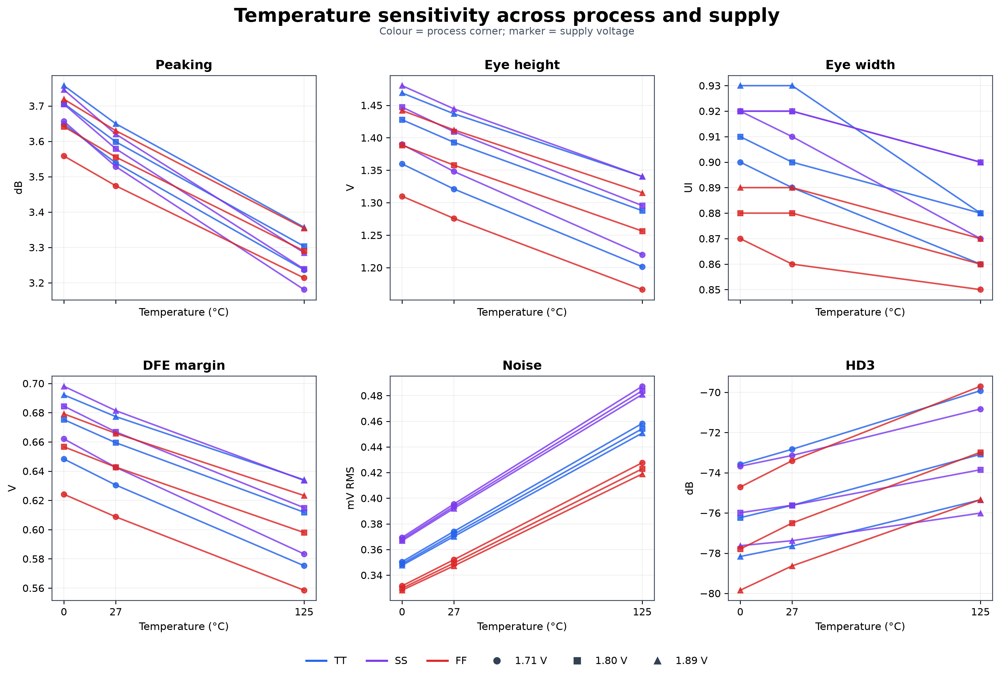 Temperature sensitivity across process and supply
Colour = process corner; marker = supply voltage
Peaking
dB
3.7
3.6
3.5
3.4
3.3
3.2
Temperature (°C)
Eye height
V
1.45
1.40
1.35
1.30
1.25
1.20
Temperature (°C)
Eye width
UI
0.93
0.92
0.91
0.90
0.89
0.88
0.87
0.86
0.85
Temperature (°C)
DFE margin
V
0.70
0.68
0.66
0.64
0.62
0.60
0.58
0.56
0 27 125
Temperature (°C)
Noise
mV RMS
0.48
0.46
0.44
0.42
0.40
0.38
0.36
0.34
0 27 125
Temperature (°C)
HD3
dB
−70
−72
−74
−76
−78
−80
0 27 125
Temperature (°C)
TT SS FF 1.71 V 1.80 V 1.89 V